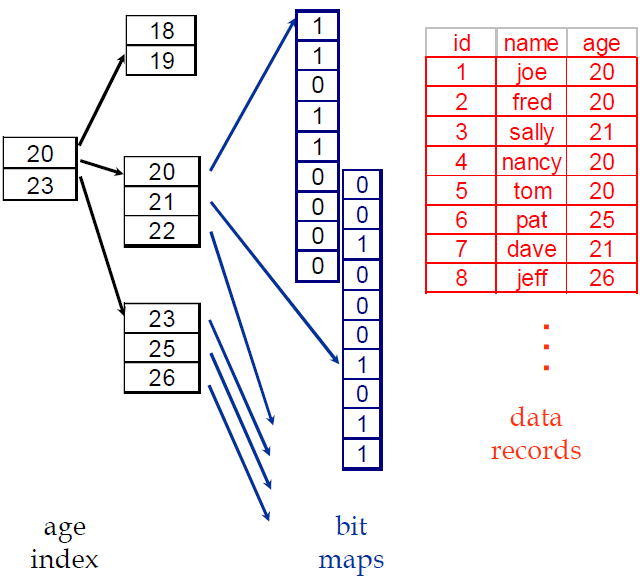 18
19
20
23
20
21
22
23
25
26
age
index
1
1
0
1
1
0
0
0
0
0
0
1
0
0
0
1
0
1
1
bit
maps
id name age
1 joe 20
2 fred 20
3 sally 21
4 nancy 20
5 tom 20
6 pat 25
7 dave 21
8 jeff 26
data
records